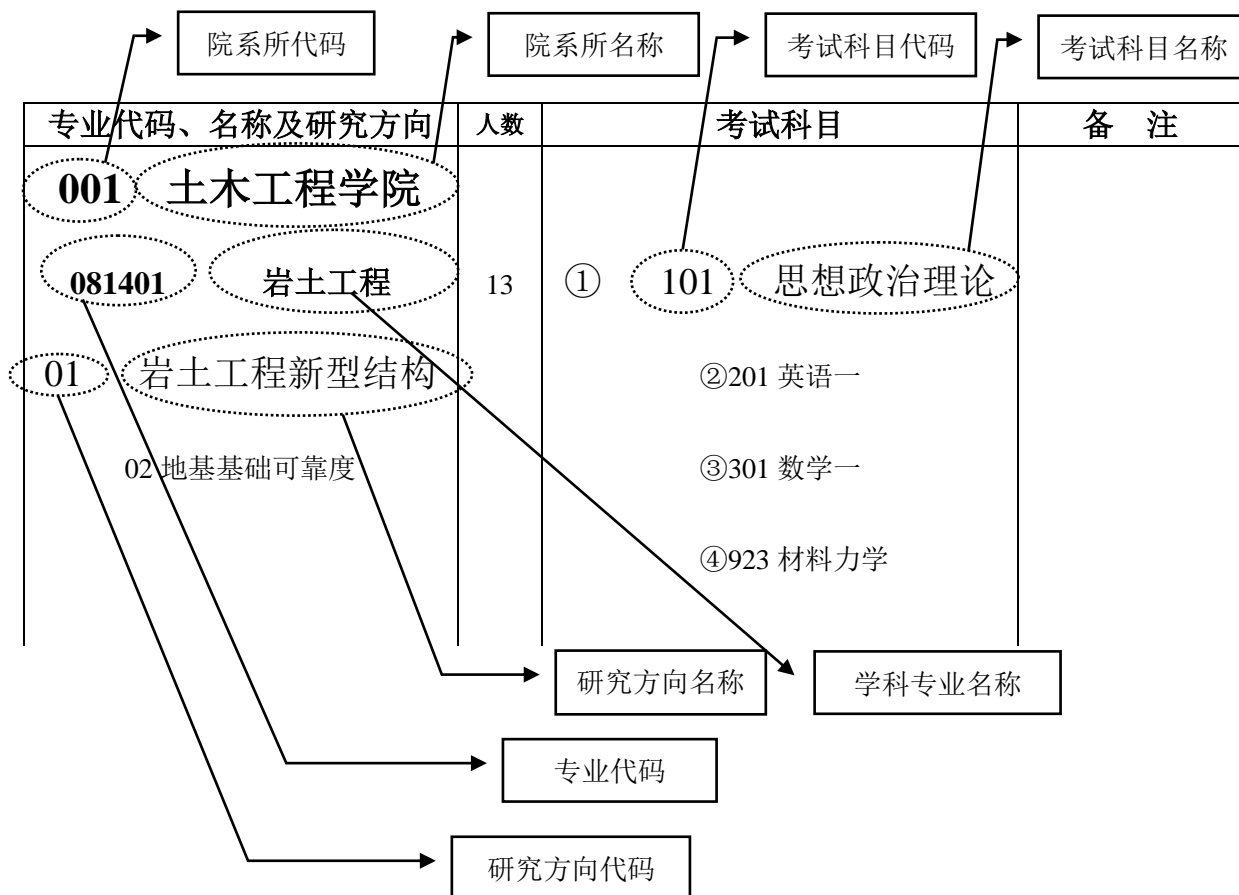 院系所代码 院系所名称 考试科目代码 考试科目名称
专业代码、名称及研究方向 人数 考试科目 备 注
001 土木工程学院
081401 岩土工程 13 ① 101 思想政治理论
01 岩土工程新型结构 ②201 英语一
02 地基基础可靠度 ③301 数学一
④923 材料力学
研究方向名称 学科专业名称
专业代码
研究方向代码